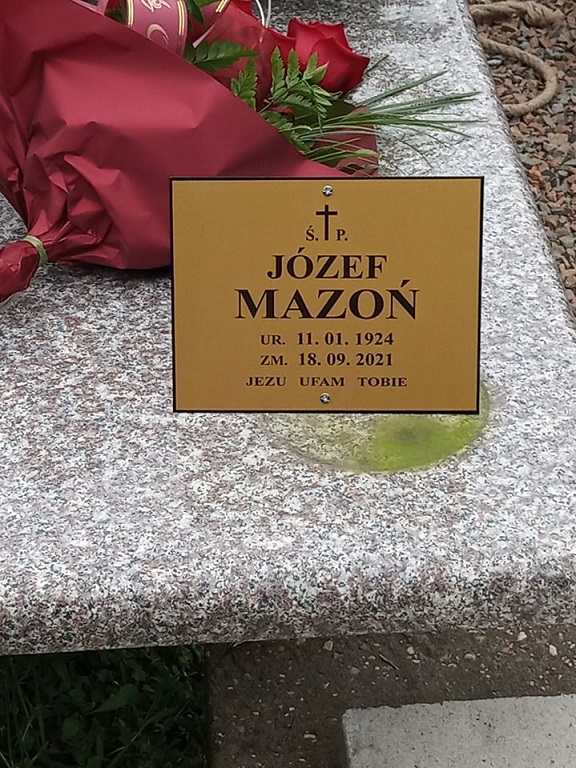 Ś. P.
JÓZEF
MAZOŃ
UR. 11. 01. 1924
ZM. 18. 09. 2021
JEZU UFAM TOBIE